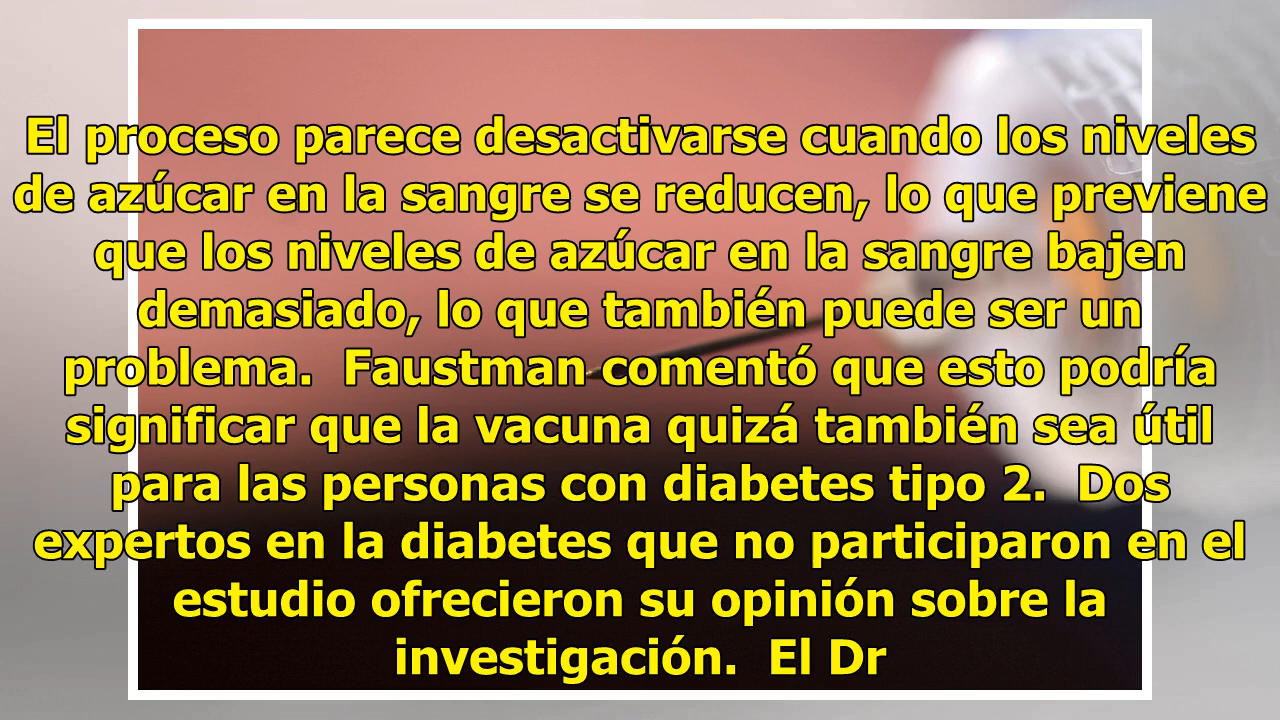 El proceso parece desactivarse cuando los niveles
de azúcar en la sangre se reducen, lo que previene
que los niveles de azúcar en la sangre bajen
demasiado, lo que también puede ser un
problema.  Faustman comentó que esto podría
significar que la vacuna quizá también sea útil
para las personas con diabetes tipo 2.  Dos
expertos en la diabetes que no participaron en el
estudio ofrecieron su opinión sobre la
investigación.  El Dr